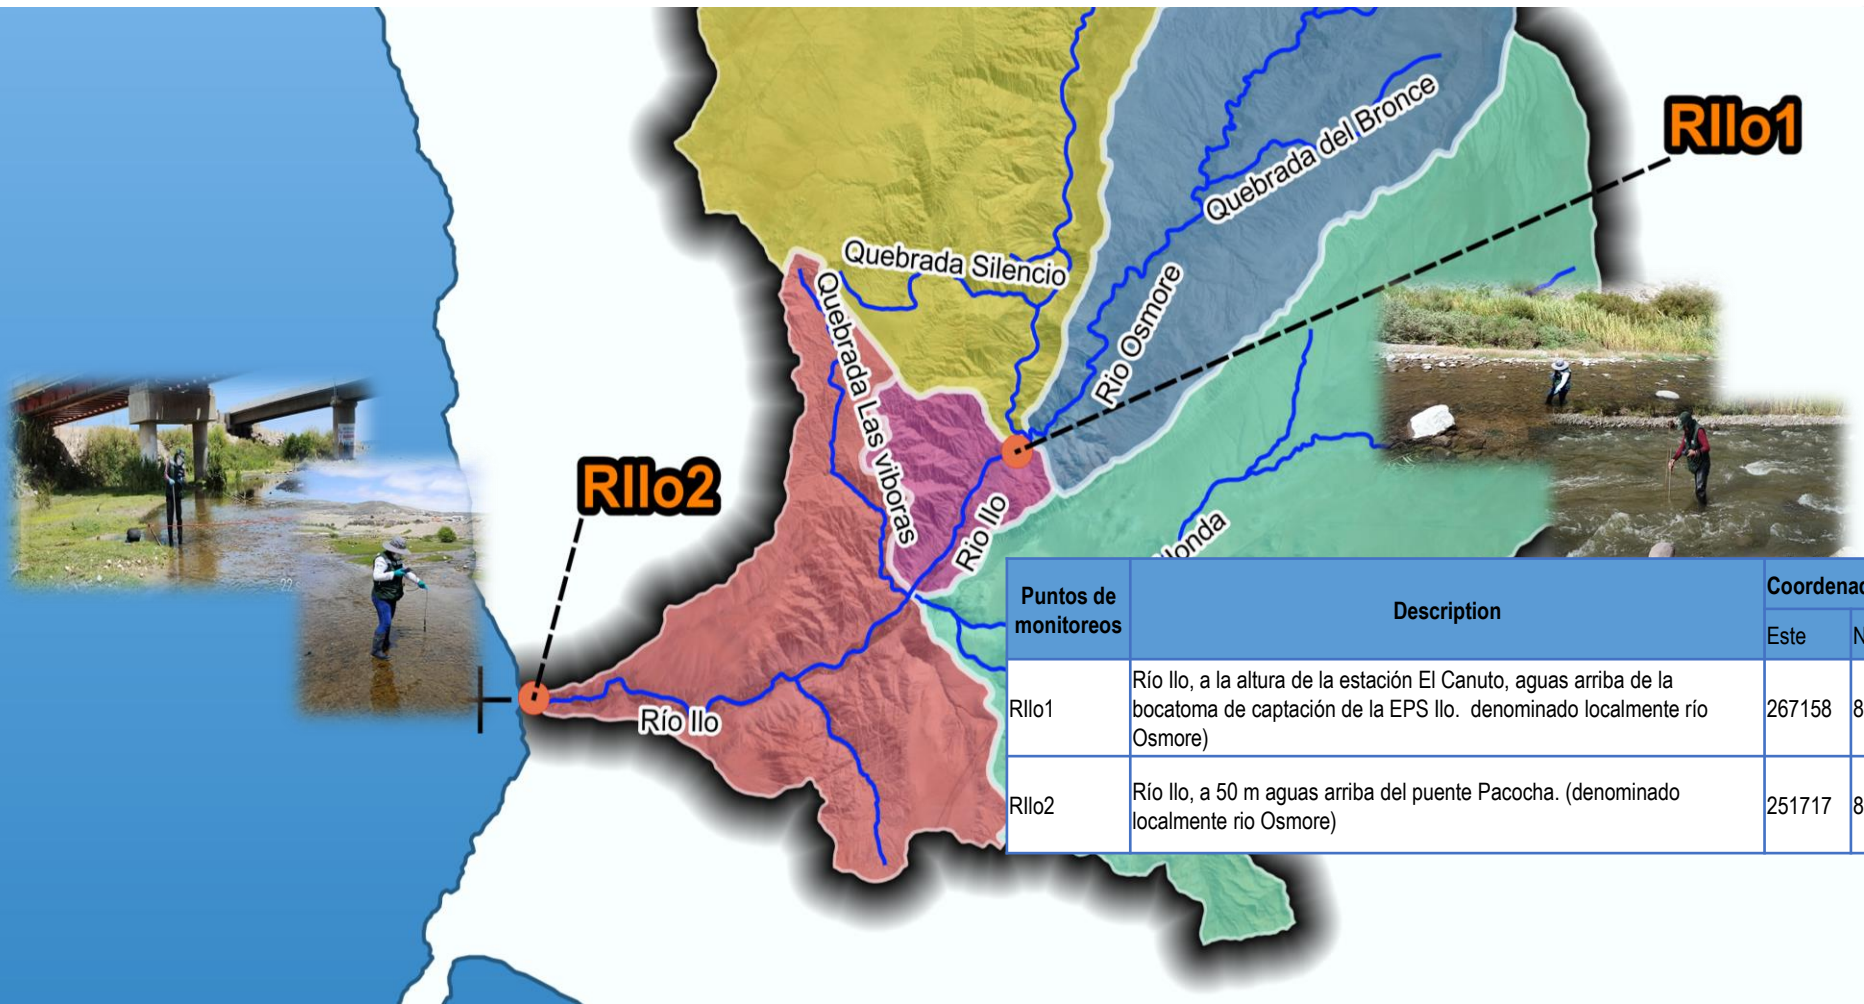 RIlo1
Quebrada del Bronce
Quebrada Silencio
Quebrada Las viboras
Rio Osmore
RIlo2
Rio Ilo
Río Ilo
Puntos de
monitoreos
Description
Este
RIlo1
Río Ilo, a la altura de la estación El Canuto, aguas arriba de la
bocatoma de captación de la EPS Ilo. denominado localmente río
Osmore)
267158
8
RIlo2
Río Ilo, a 50 m aguas arriba del puente Pacocha. (denominado
localmente rio Osmore)
251717
8